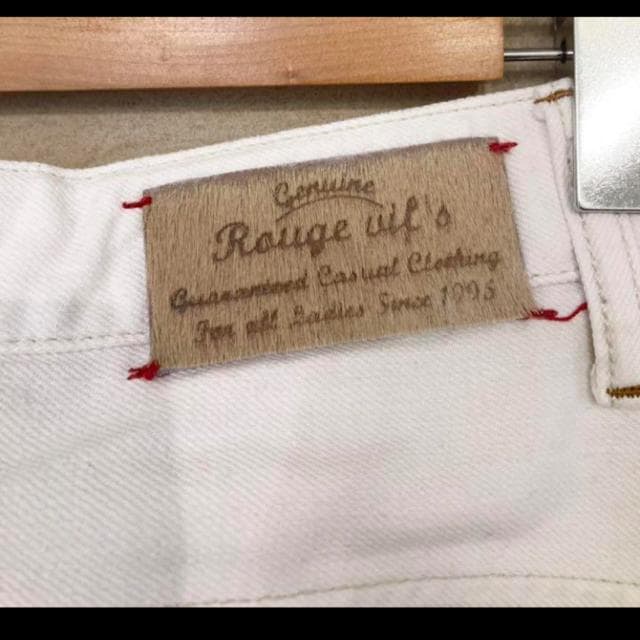 Genuine
Rouge vif's
Guaranteed Casual Clothing
For all Ladies Since 1995